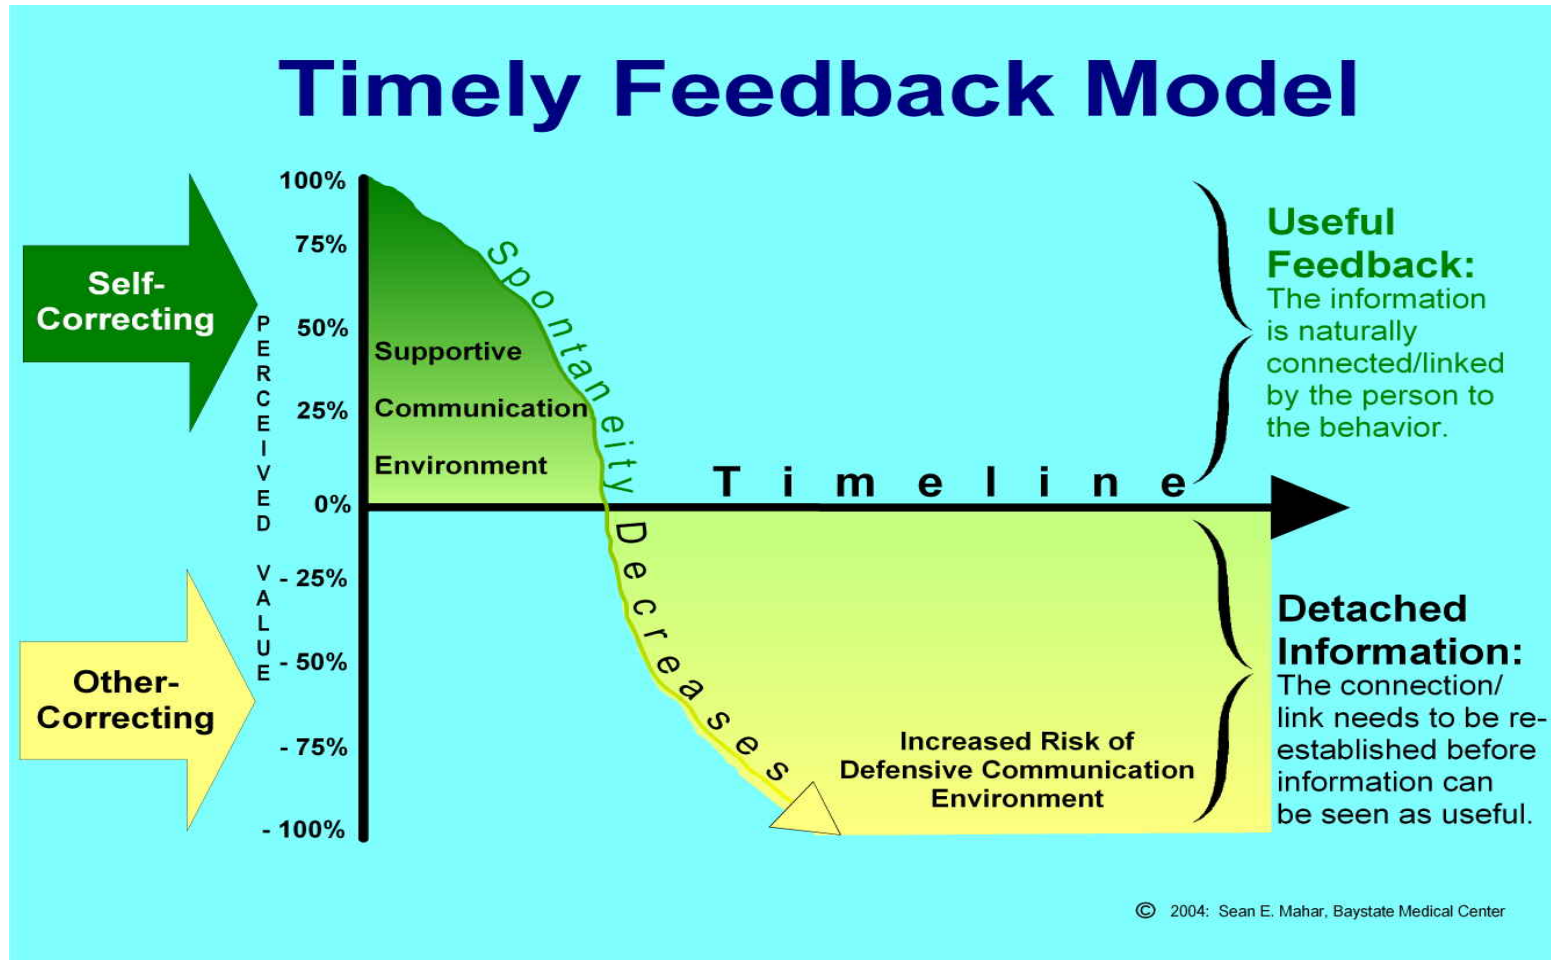 Timely Feedback Model
Self-
Correcting
Other-
Correcting
PERCEIVED VALUE
100%
75%
50%
25%
0%
- 25%
- 50%
- 75%
- 100%
Supportive
Communication
Environment
Spontaneity Decreases
Timeline
Increased Risk of
Defensive Communication
Environment
Useful
Feedback:
The information
is naturally
connected/linked
by the person to
the behavior.
Detached
Information:
The connection/
link needs to be re-
established before
information can
be seen as useful.
© 2004: Sean E. Mahar, Baystate Medical Center